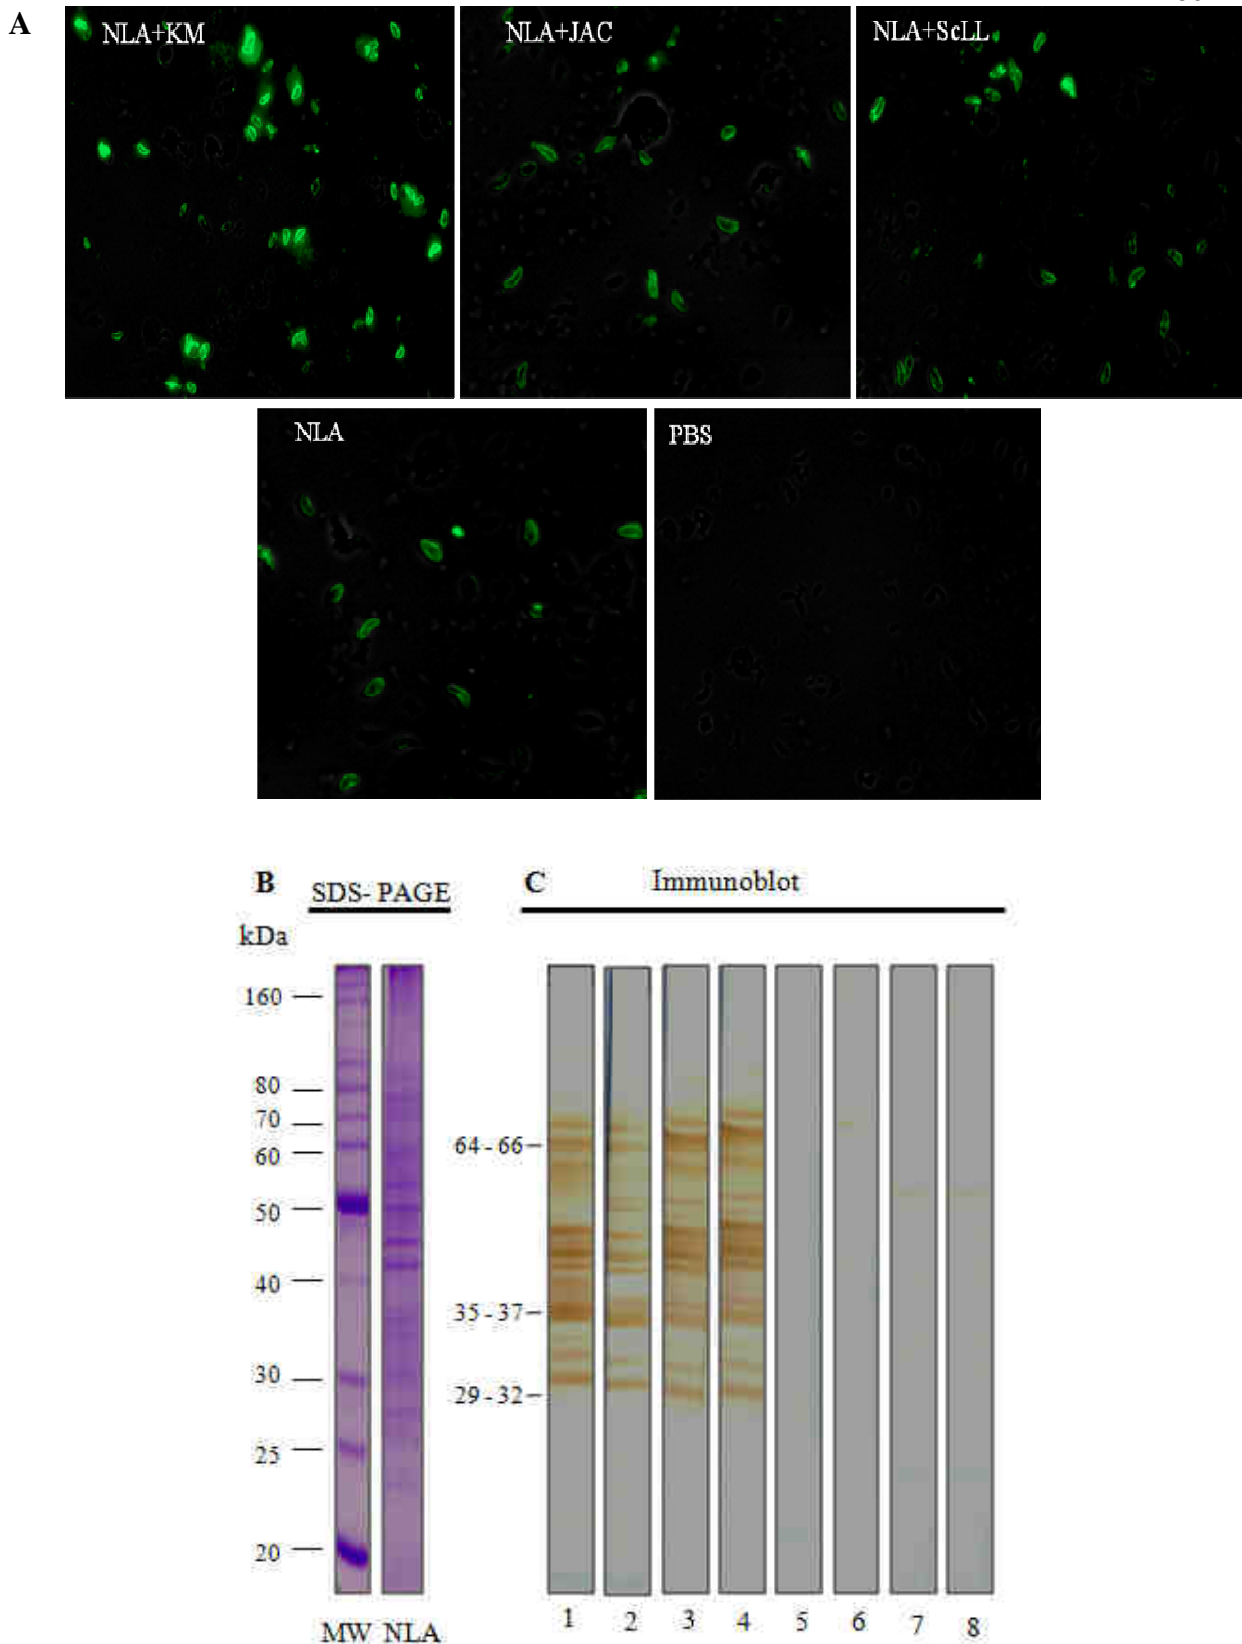 A
NLA+KM
NLA+JAC
NLA+ScLL
NLA
PBS
B
SDS- PAGE
C
Immunoblot
kDa
160
80
70
60
50
40
30
25
20
64 - 66
35 - 37
29 - 32
MW NLA
1 2 3 4 5 6 7 8